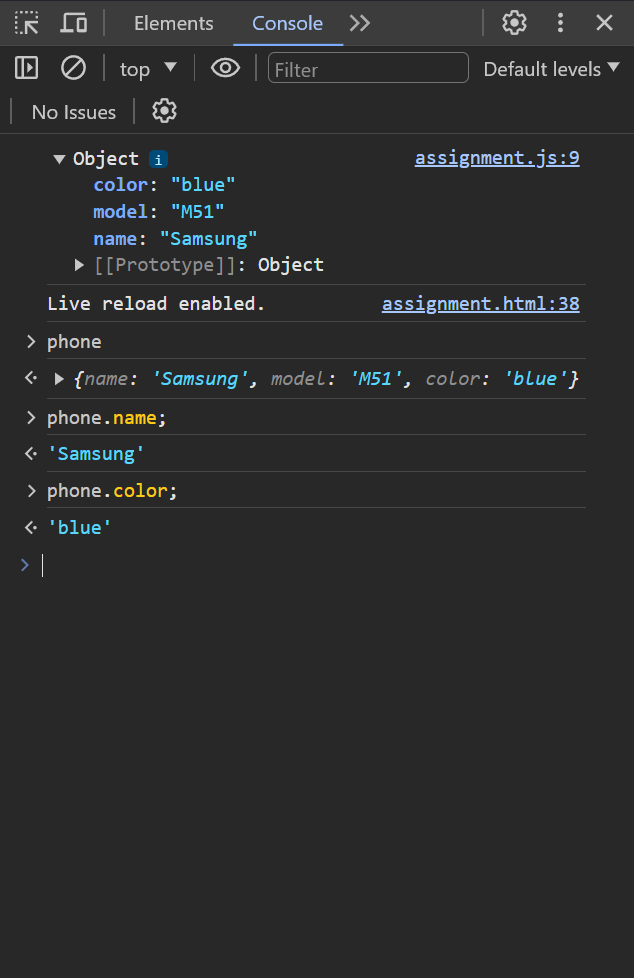 Elements Console
top Filter Default levels
No Issues
Object i assignment.js:9
color: "blue"
model: "M51"
name: "Samsung"
[[Prototype]]: Object
Live reload enabled. assignment.html:38
> phone
{name: 'Samsung', model: 'M51', color: 'blue'}
> phone.name;
'Samsung'
> phone.color;
'blue'
>